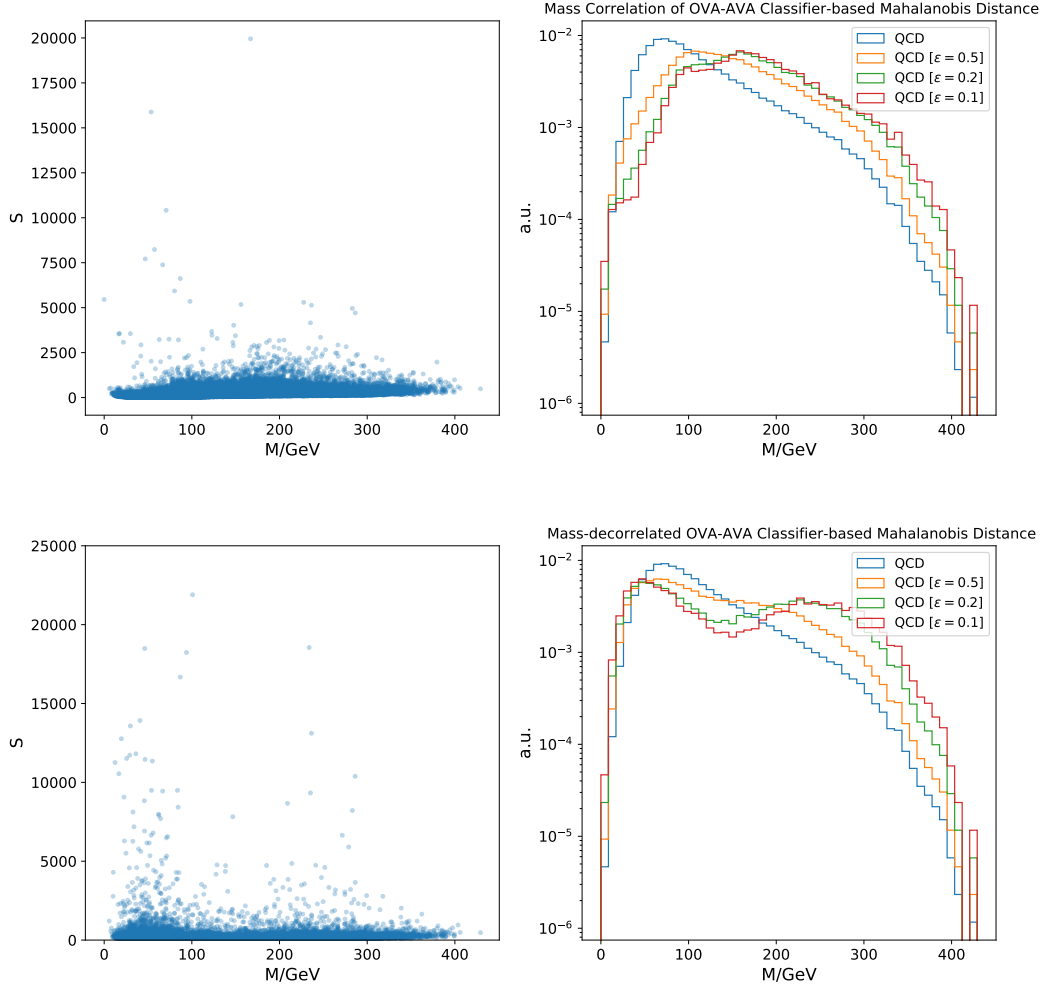 Mass Correlation of OVA-AVA Classifier-based Mahalanobis Distance
20000
17500
15000
12500
10000
7500
5000
2500
0
S
0 100 200 300 400
M/GeV
10⁻²
10⁻³
10⁻⁴
10⁻⁵
10⁻⁶
a.u.
QCD
QCD [ε = 0.5]
QCD [ε = 0.2]
QCD [ε = 0.1]
0 100 200 300 400
M/GeV
25000
20000
15000
10000
5000
0
S
0 100 200 300 400
M/GeV
Mass-decorrelated OVA-AVA Classifier-based Mahalanobis Distance
10⁻²
10⁻³
10⁻⁴
10⁻⁵
10⁻⁶
a.u.
QCD
QCD [ε = 0.5]
QCD [ε = 0.2]
QCD [ε = 0.1]
0 100 200 300 400
M/GeV